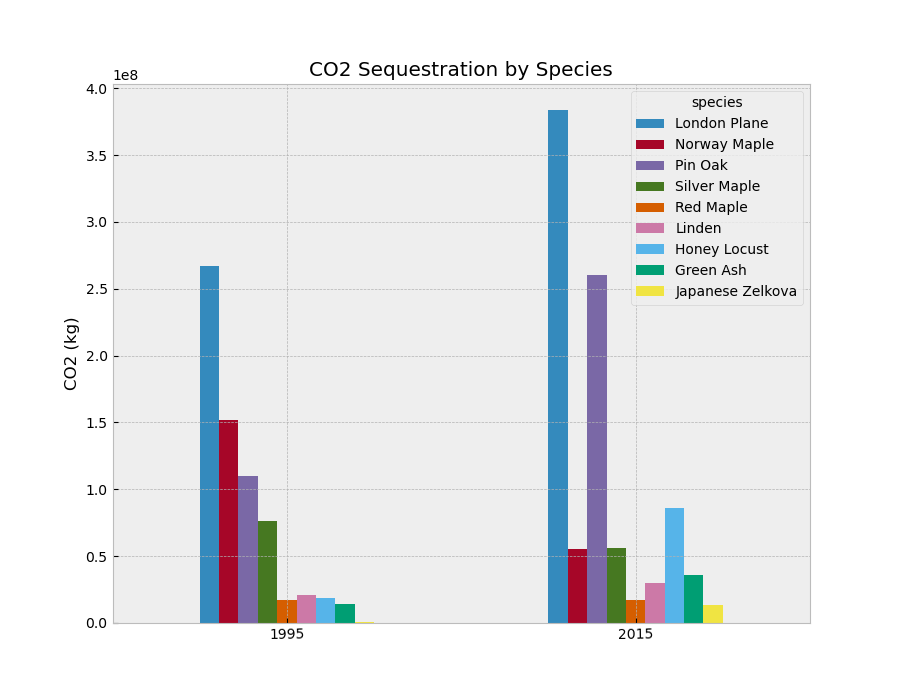 CO2 Sequestration by Species
1e8
4.0
3.5
3.0
2.5
2.0
1.5
1.0
0.5
0.0
CO2 (kg)
1995
2015
species
London Plane
Norway Maple
Pin Oak
Silver Maple
Red Maple
Linden
Honey Locust
Green Ash
Japanese Zelkova